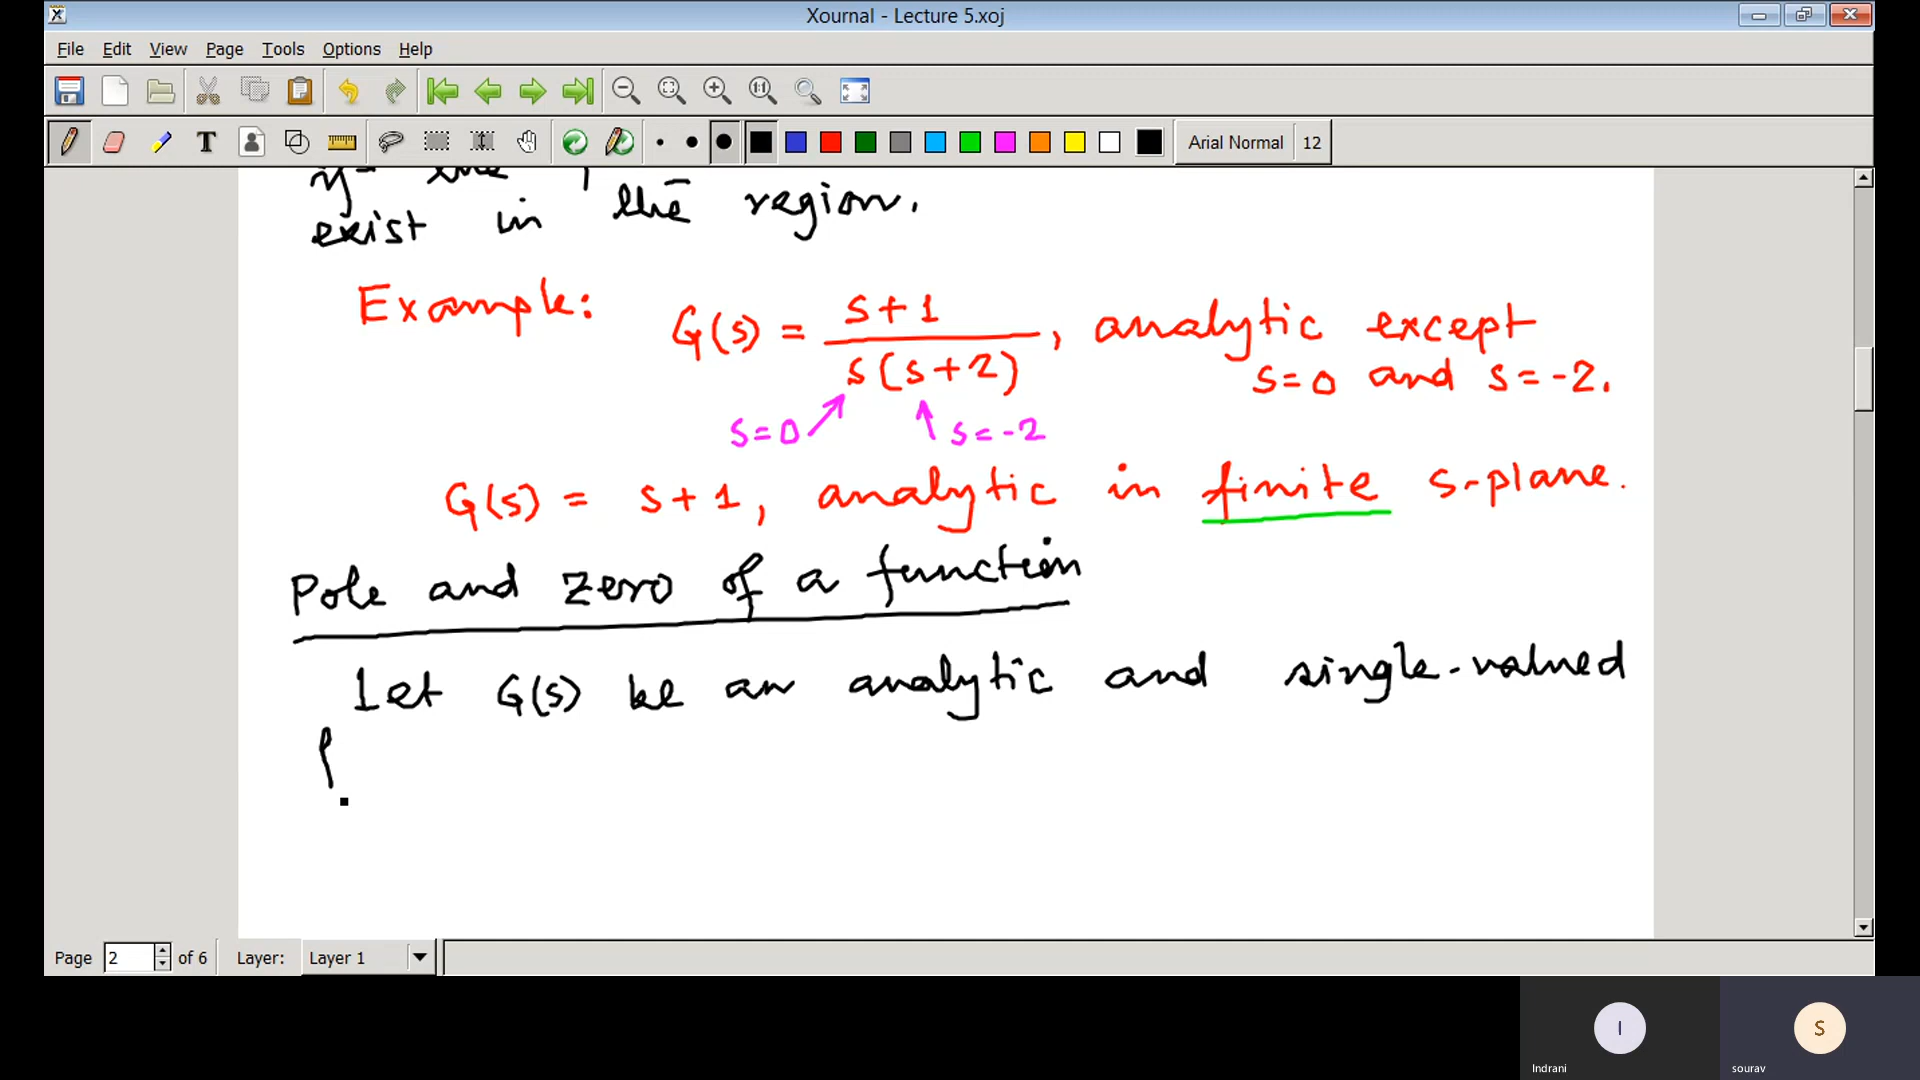 Xournal - Lecture 5.xoj
File Edit View Page Tools Options Help
Arial Normal 12
the
exist in the region.
Example: G(s) = s+1 / s(s+2), analytic except
s=0 and s=-2.
s=0 s=-2
G(s) = s+1, analytic in finite s-plane.
Pole and zero of a function
Let G(s) be an analytic and single-valued
Page 2 of 6 Layer: Layer 1
I S
Indrani sourav